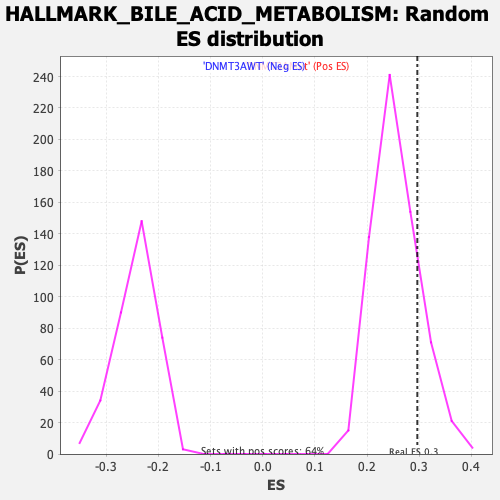 HALLMARK_BILE_ACID_METABOLISM: Random
ES distribution
'DNMT3AWT' (Neg ES) t' (Pos ES)
P(ES)
240
220
200
180
160
140
120
100
80
60
40
20
0
Sets with pos scores: 64%
Real ES 0.3
-0.3 -0.2 -0.1 0.0 0.1 0.2 0.3 0.4
ES